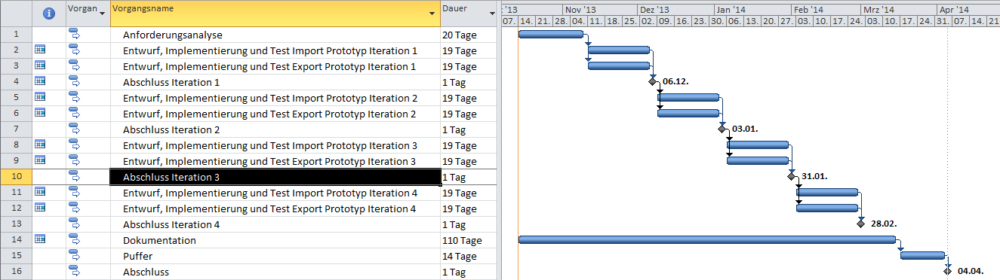 Vorgan Vorgangsname Dauer
t '13 Nov '13 Dez '13 Jan '14 Feb '14 Mrz '14 Apr '14
07. 14. 21. 28. 04. 11. 18. 25. 02. 09. 16. 23. 30. 06. 13. 20. 27. 03. 10. 17. 24. 03. 10. 17. 24. 31. 07. 14. 21
1 Anforderungsanalyse 20 Tage
2 Entwurf, Implementierung und Test Import Prototyp Iteration 1 19 Tage
3 Entwurf, Implementierung und Test Export Prototyp Iteration 1 19 Tage
4 Abschluss Iteration 1 1 Tag 06.12.
5 Entwurf, Implementierung und Test Import Prototyp Iteration 2 19 Tage
6 Entwurf, Implementierung und Test Export Prototyp Iteration 2 19 Tage
7 Abschluss Iteration 2 1 Tag 03.01.
8 Entwurf, Implementierung und Test Import Prototyp Iteration 3 19 Tage
9 Entwurf, Implementierung und Test Export Prototyp Iteration 3 19 Tage
10 Abschluss Iteration 3 1 Tag 31.01.
11 Entwurf, Implementierung und Test Import Prototyp Iteration 4 19 Tage
12 Entwurf, Implementierung und Test Export Prototyp Iteration 4 19 Tage
13 Abschluss Iteration 4 1 Tag 28.02.
14 Dokumentation 110 Tage
15 Puffer 14 Tage
16 Abschluss 1 Tag 04.04.